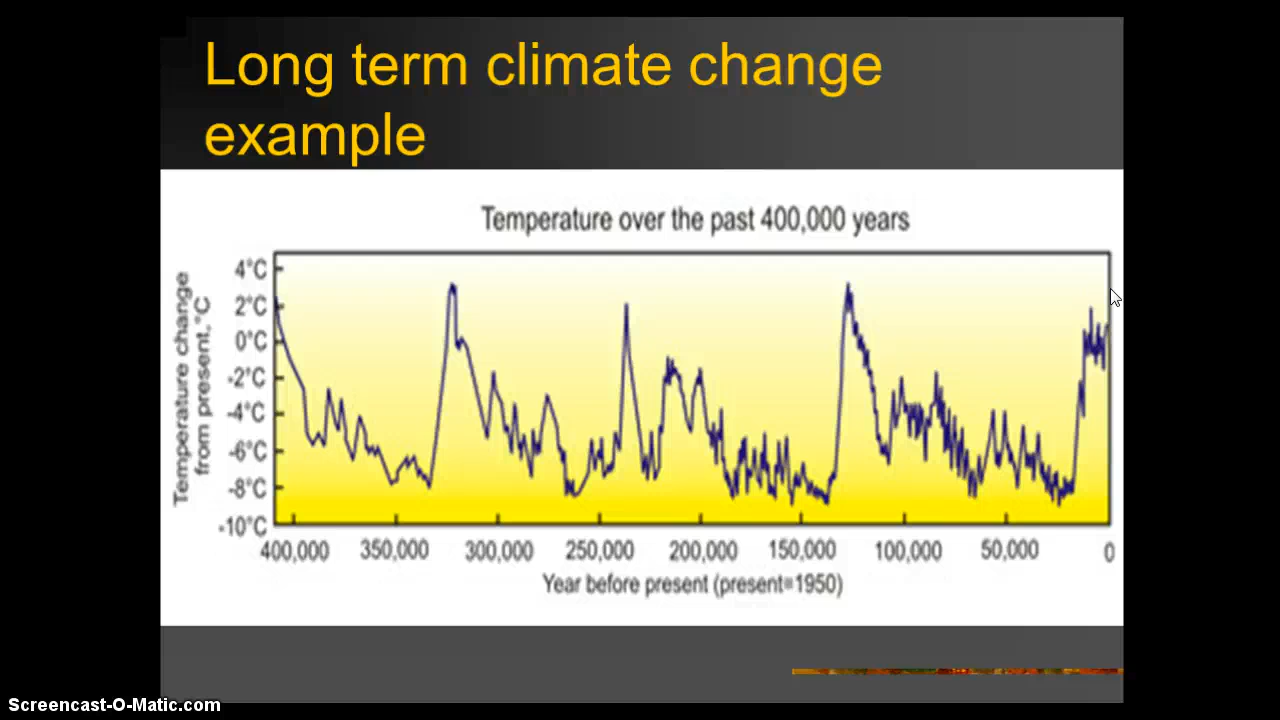 Long term climate change
example
Temperature over the past 400,000 years
Temperature change
from present,°C
4°C
2°C
0°C
-2°C
-4°C
-6°C
-8°C
-10°C
400,000 350,000 300,000 250,000 200,000 150,000 100,000 50,000 0
Year before present (present=1950)
Screencast-O-Matic.com